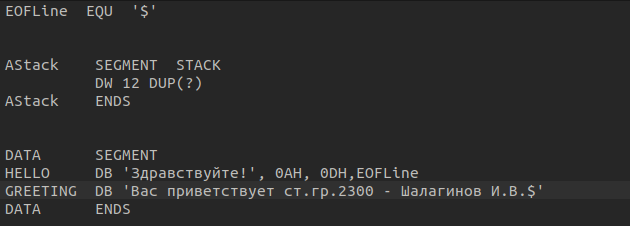 EOFLine  EQU  '$'
AStack    SEGMENT  STACK
          DW 12 DUP(?)
AStack    ENDS
DATA      SEGMENT
HELLO     DB 'Здравствуйте!', 0AH, 0DH,EOFLine
GREETING  DB 'Вас приветствует ст.гр.2300 - Шалагинов И.В.$'
DATA      ENDS